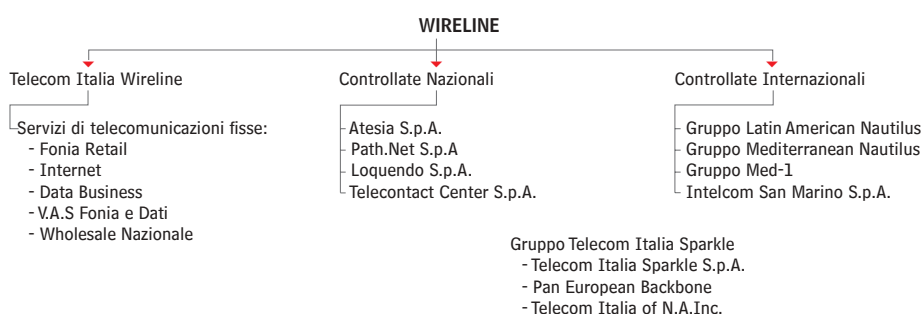 WIRELINE
Telecom Italia Wireline
Servizi di telecomunicazioni fisse:
- Fonia Retail
- Internet
- Data Business
- V.A.S Fonia e Dati
- Wholesale Nazionale
Controllate Nazionali
Atesia S.p.A.
Path.Net S.p.A
Loquendo S.p.A.
Telecontact Center S.p.A.
Controllate Internazionali
Gruppo Latin American Nautilus
Gruppo Mediterranean Nautilus
Gruppo Med-1
Intelcom San Marino S.p.A.
Gruppo Telecom Italia Sparkle
- Telecom Italia Sparkle S.p.A.
- Pan European Backbone
- Telecom Italia of N.A.Inc.